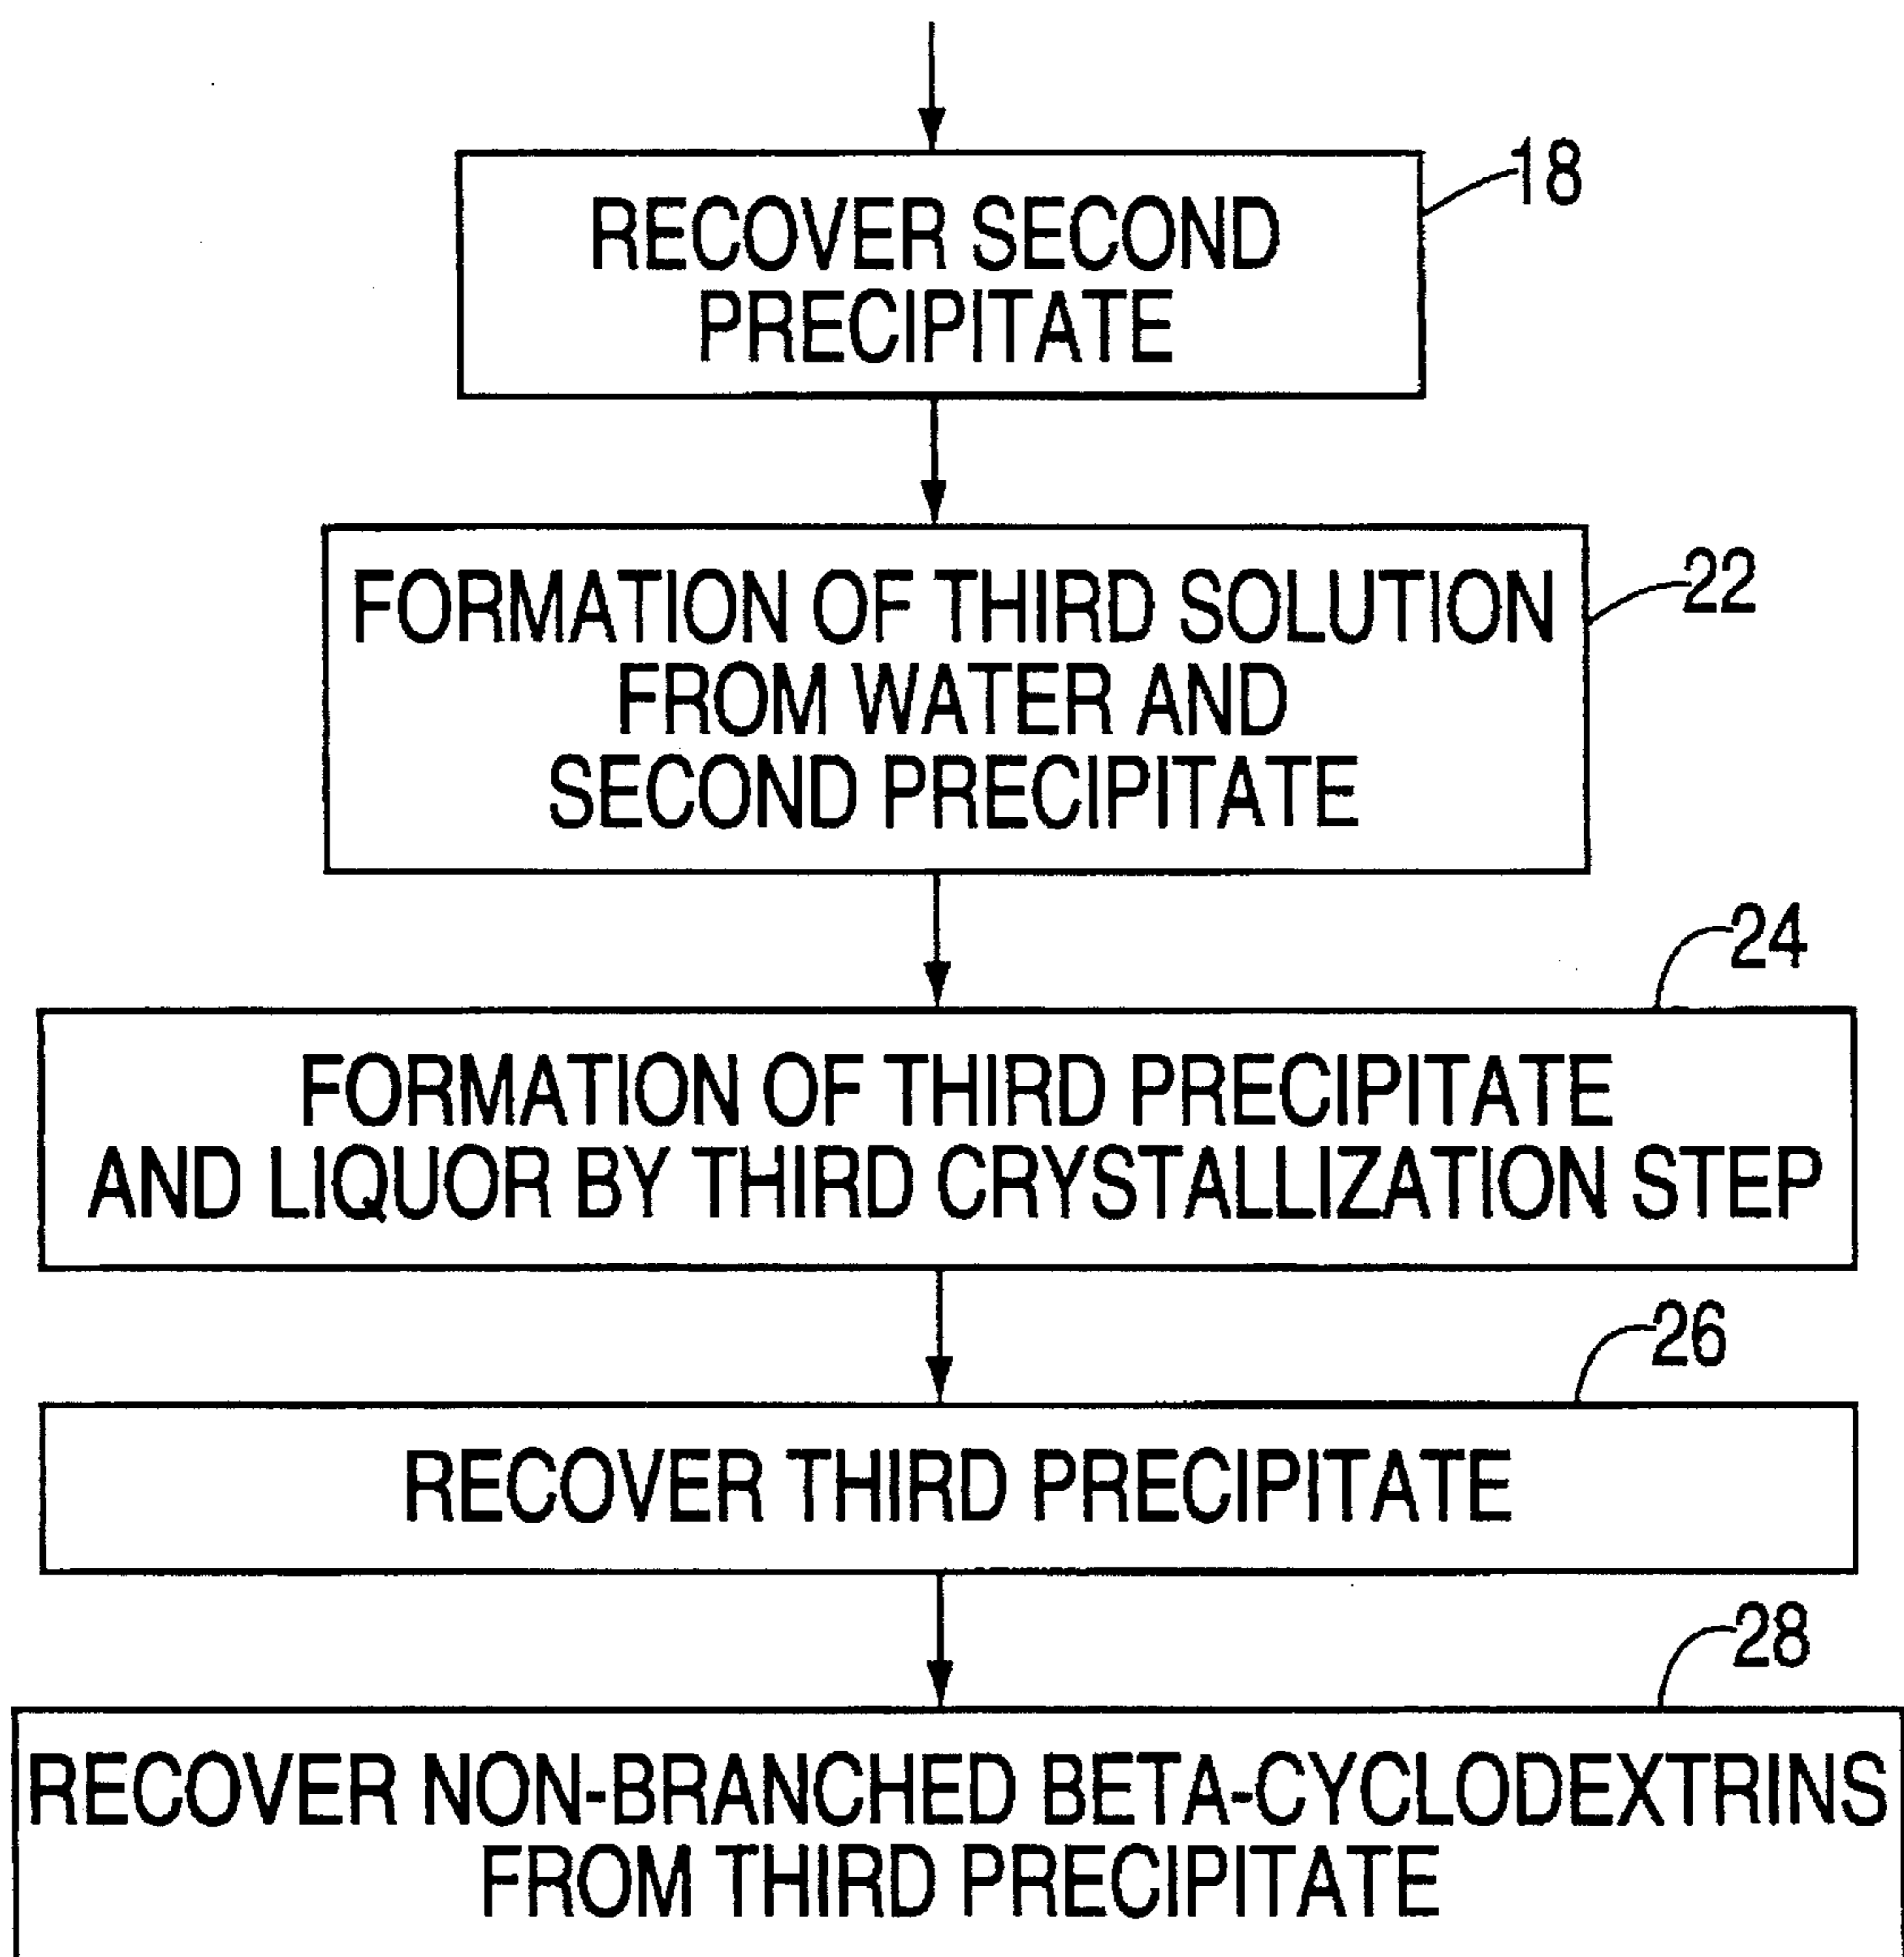 18
RECOVER SECOND
PRECIPITATE
22
FORMATION OF THIRD SOLUTION
FROM WATER AND
SECOND PRECIPITATE
24
FORMATION OF THIRD PRECIPITATE
AND LIQUOR BY THIRD CRYSTALLIZATION STEP
26
RECOVER THIRD PRECIPITATE
28
RECOVER NON-BRANCHED BETA-CYCLODEXTRINS
FROM THIRD PRECIPITATE